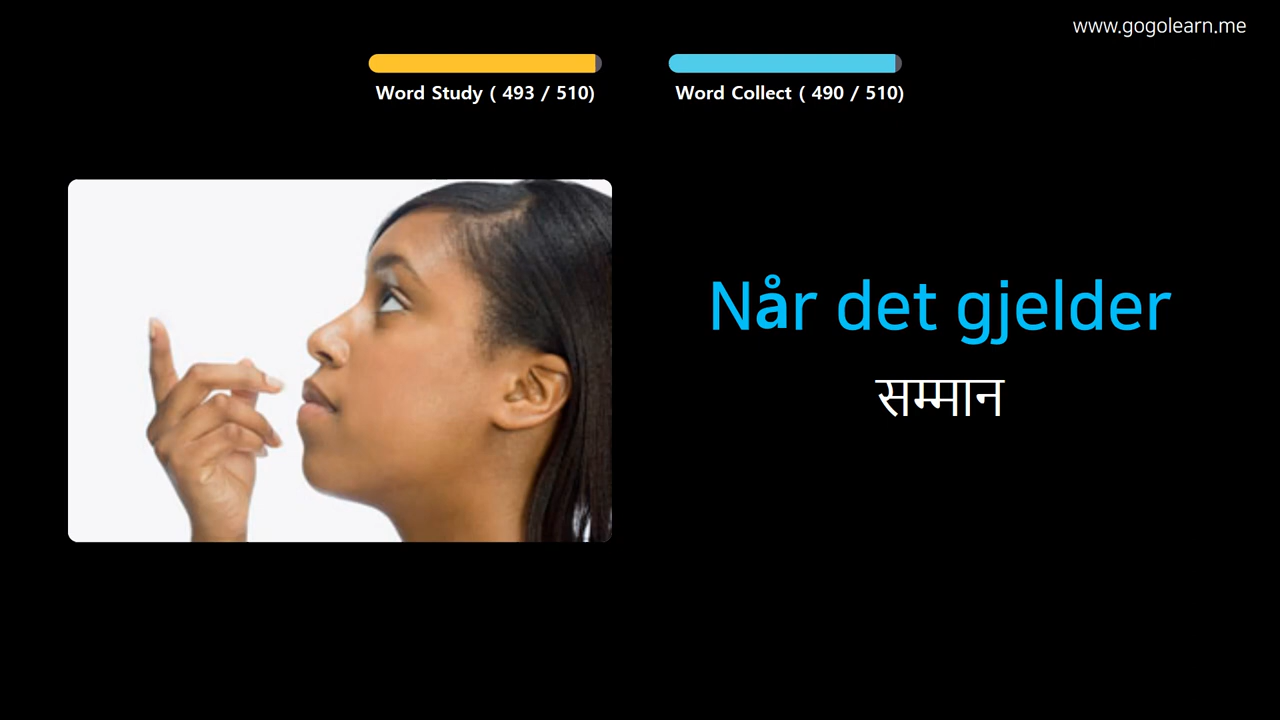 www.gogolearn.me
Word Study ( 493 / 510)
Word Collect ( 490 / 510)
Når det gjelder
सम्मान